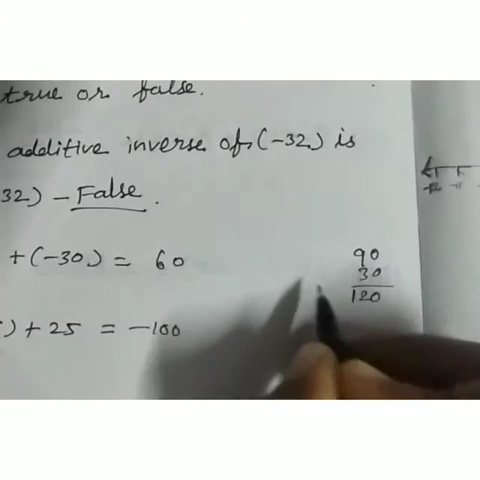 true or false.
additive inverse of (-32) is
32) - False.
+ (-30) = 60
) + 25 = -100
90
30
120